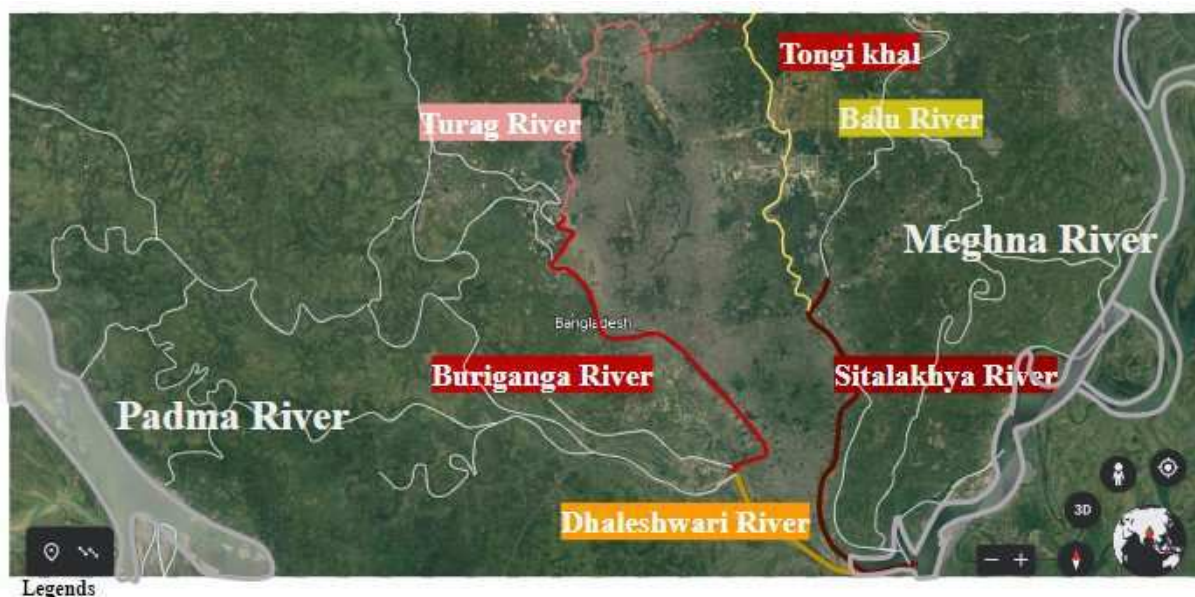 Tongi khal
Turag River
Balu River
Meghna River
Bangladesh
Buriganga River
Sitalakhya River
Padma River
Dhaleshwari River
3D
Legends